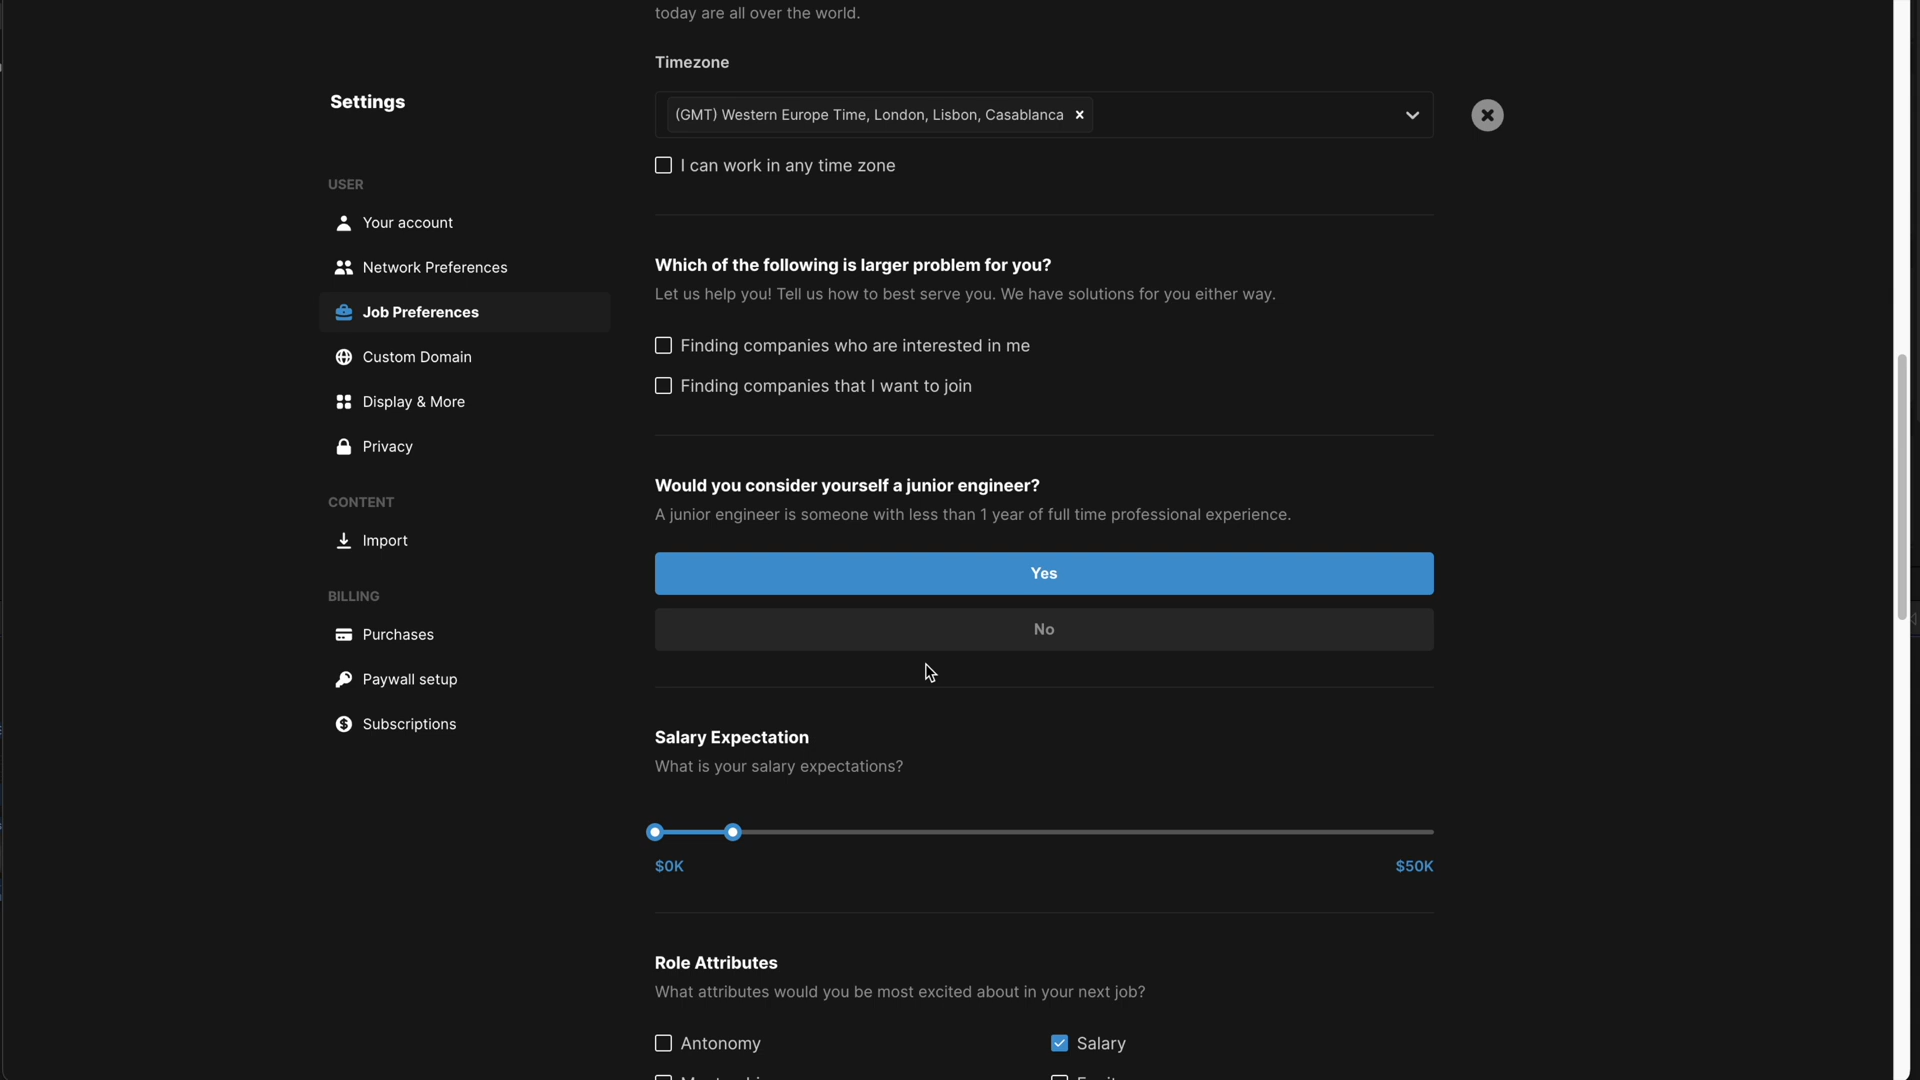 today are all over the world.
Timezone
Settings
(GMT) Western Europe Time, London, Lisbon, Casablanca
I can work in any time zone
USER
Your account
Network Preferences
Job Preferences
Custom Domain
Display & More
Privacy
CONTENT
Import
BILLING
Purchases
Paywall setup
Subscriptions
Which of the following is larger problem for you?
Let us help you! Tell us how to best serve you. We have solutions for you either way.
Finding companies who are interested in me
Finding companies that I want to join
Would you consider yourself a junior engineer?
A junior engineer is someone with less than 1 year of full time professional experience.
Yes
No
Salary Expectation
What is your salary expectations?
$0K $50K
Role Attributes
What attributes would you be most excited about in your next job?
Antonomy Salary